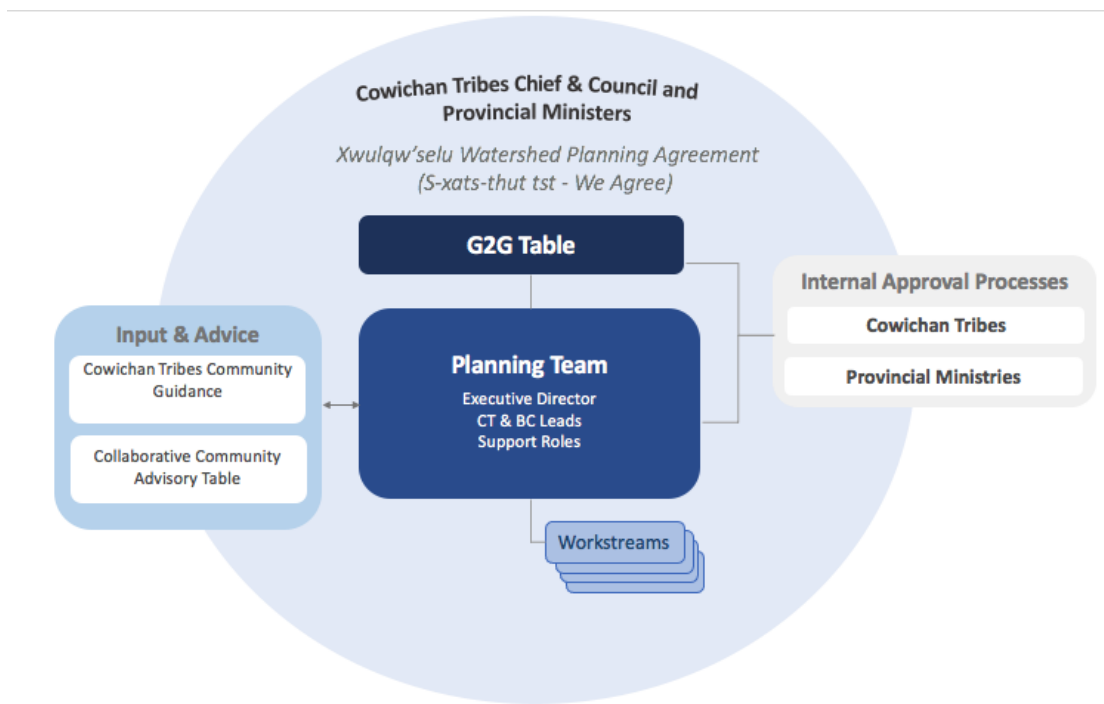 Cowichan Tribes Chief & Council and
Provincial Ministers
Xwulqw’selu Watershed Planning Agreement
(S-xats-thut tst - We Agree)
G2G Table
Internal Approval Processes
Cowichan Tribes
Provincial Ministries
Input & Advice
Cowichan Tribes Community
Guidance
Collaborative Community
Advisory Table
Planning Team
Executive Director
CT & BC Leads
Support Roles
Workstreams